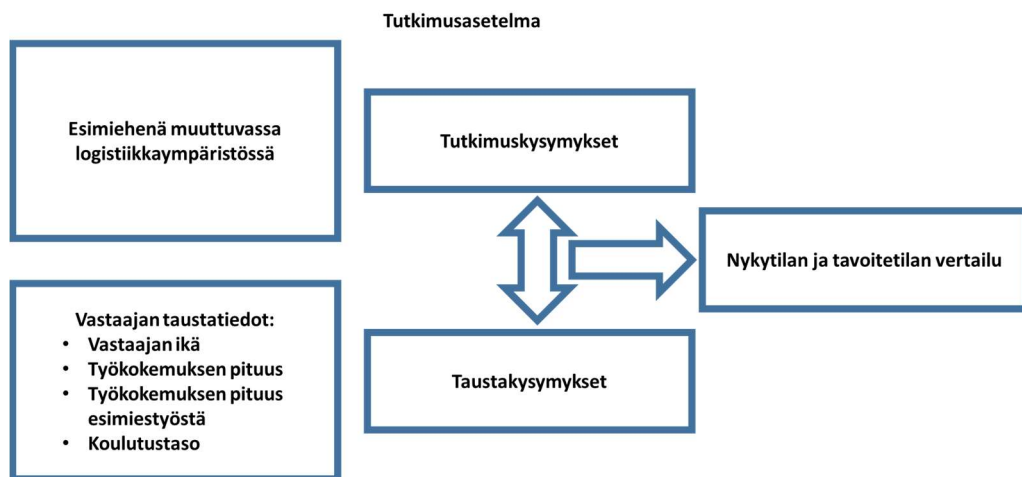 Tutkimusasetelma
Esimiehenä muuttuvassa
logistiikkaympäristössä
Tutkimuskysymykset
Nykytilan ja tavoitetilan vertailu
Vastaajan taustatiedot:
• Vastaajan ikä
• Työkokemuksen pituus
• Työkokemuksen pituus
esimiestyöstä
• Koulutustaso
Taustakysymykset